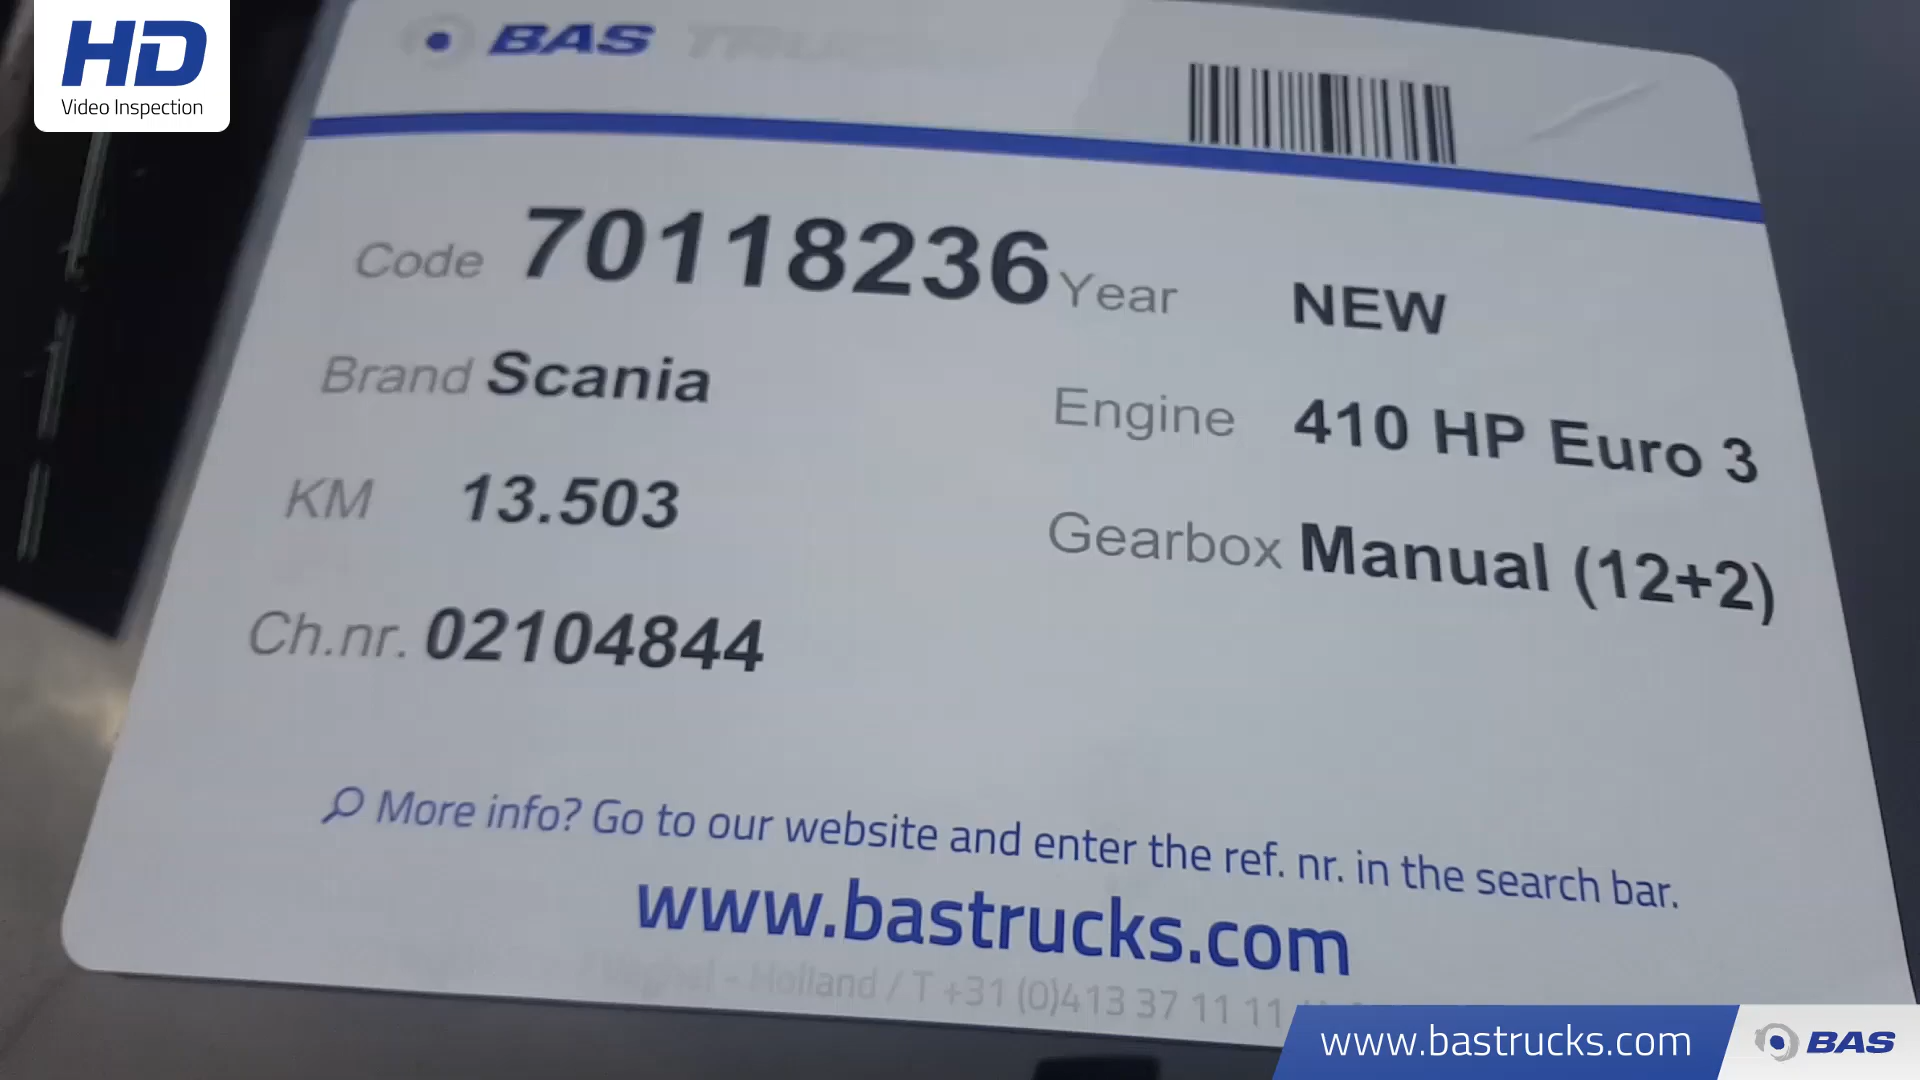 HD
Video Inspection
BAS TRUCKS
Code 70118236 Year NEW
Brand Scania
Engine 410 HP Euro 3
KM 13.503
Gearbox Manual (12+2)
Ch.nr. 02104844
More info? Go to our website and enter the ref. nr. in the search bar.
www.bastrucks.com
Veghel - Holland / T +31 (0)413 37 11 11
www.bastrucks.com
BAS